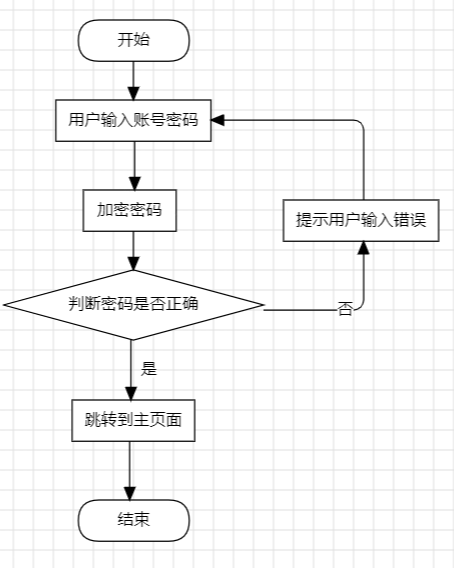 开始
用户输入账号密码
加密密码
提示用户输入错误
判断密码是否正确
否
是
跳转到主页面
结束